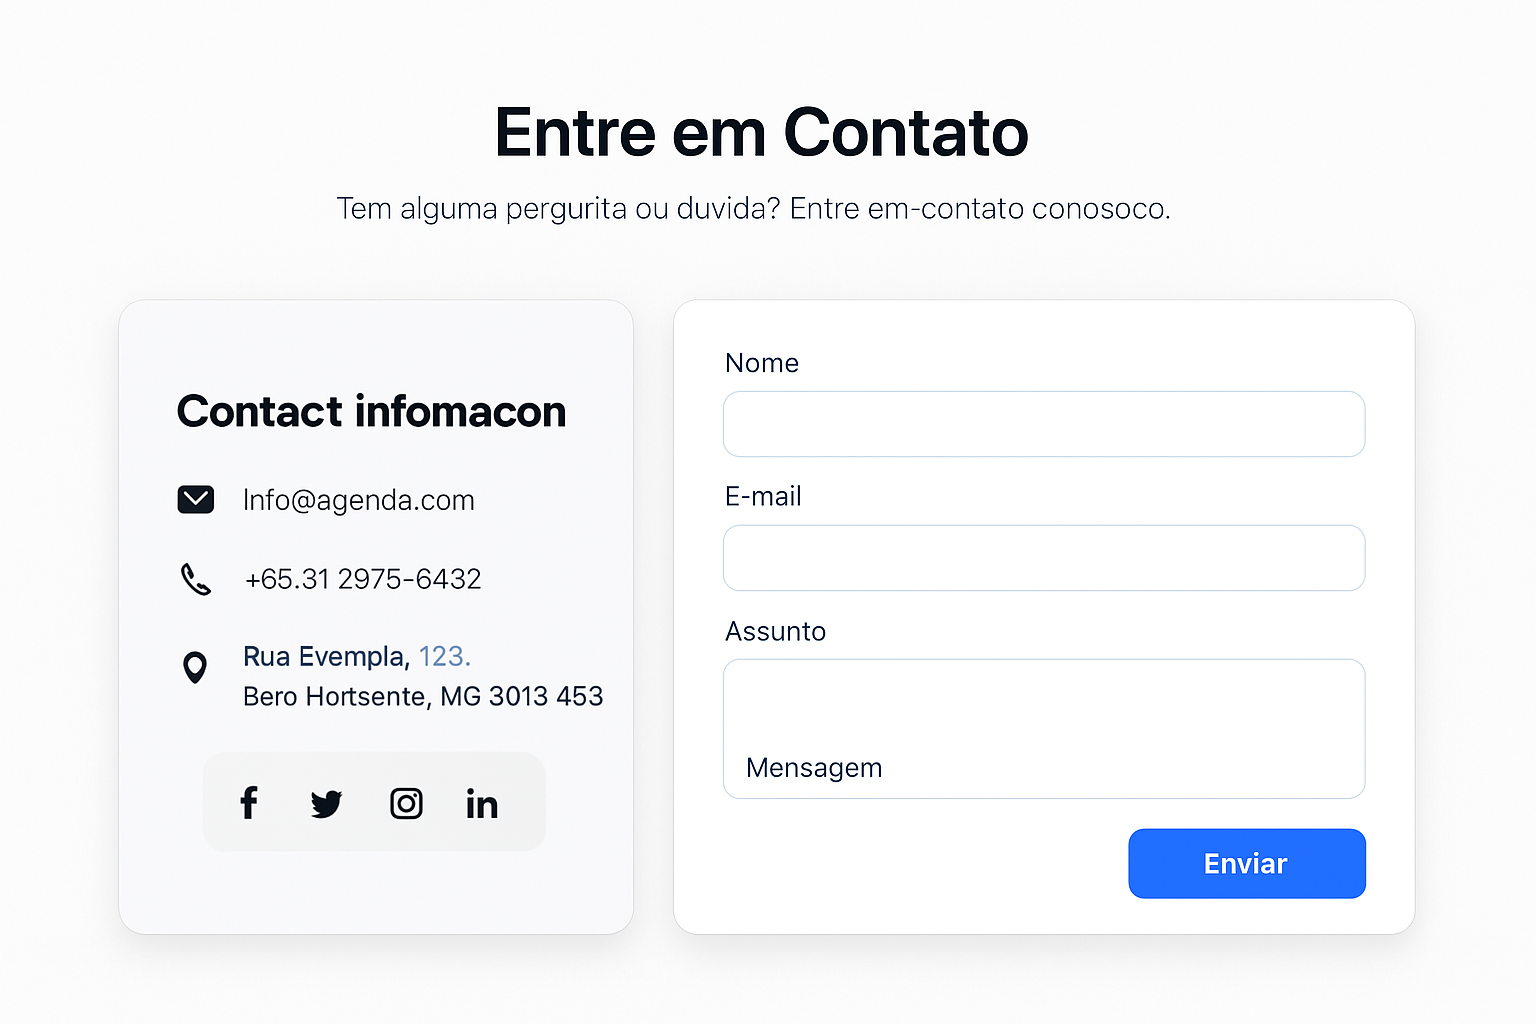 Entre em Contato
Tem alguma pergurita ou duvida? Entre em-contato conosoco.
Contact infomacon
Info@agenda.com
+65.31 2975-6432
Rua Evempla, 123.
Bero Hortsente, MG 3013 453
Nome
E-mail
Assunto
Mensagem
Enviar